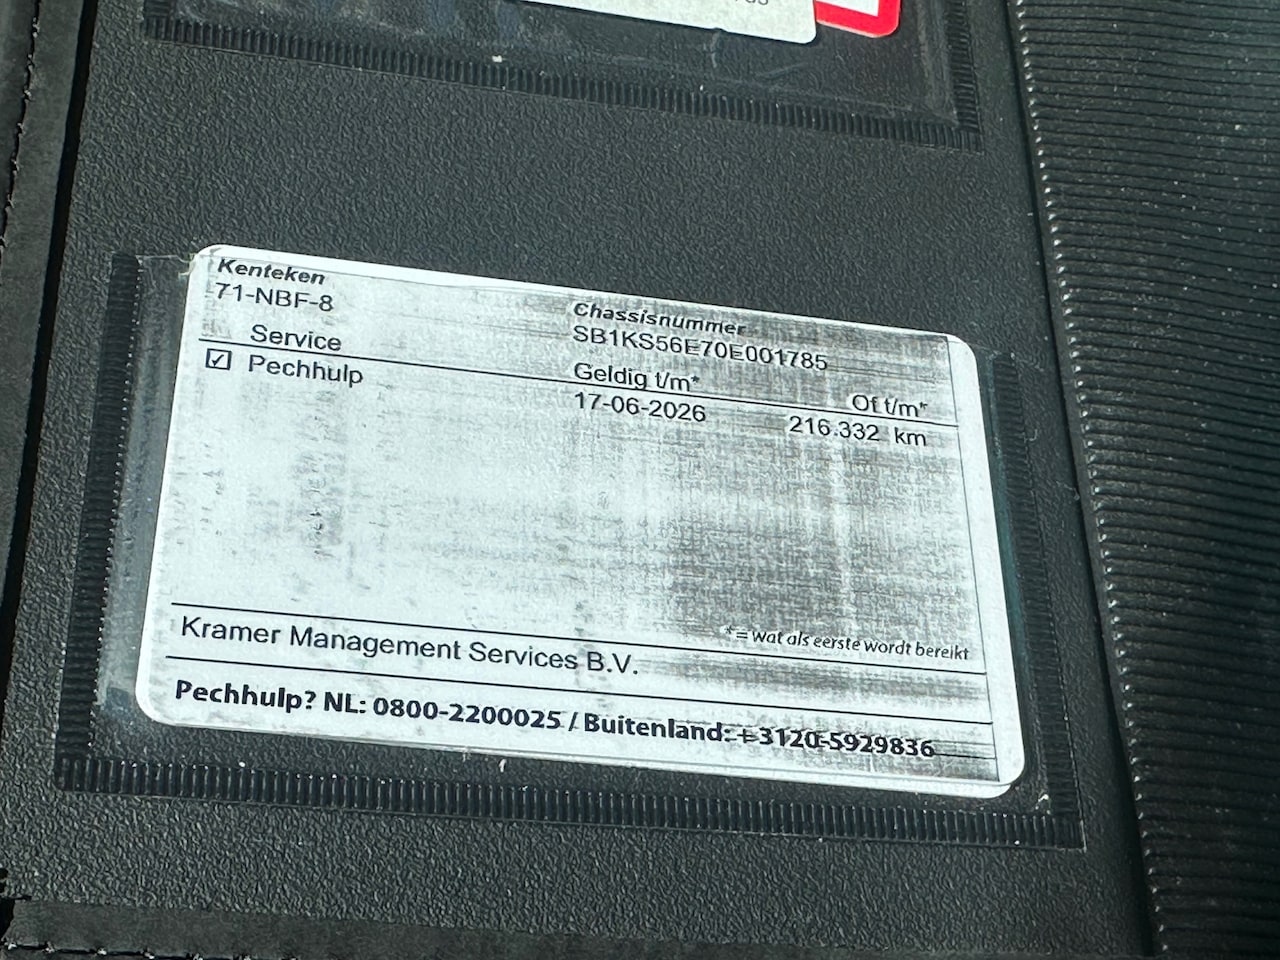 Kenteken
71-NBF-8
Chassisnummer
SB1KS56E70E001785
Service
Geldig t/m*
Of t/m*
☑ Pechhulp
17-06-2026
216.332 km
*= wat als eerste wordt bereikt
Kramer Management Services B.V.
Pechhulp? NL: 0800-2200025 / Buitenland: +3120-5929836